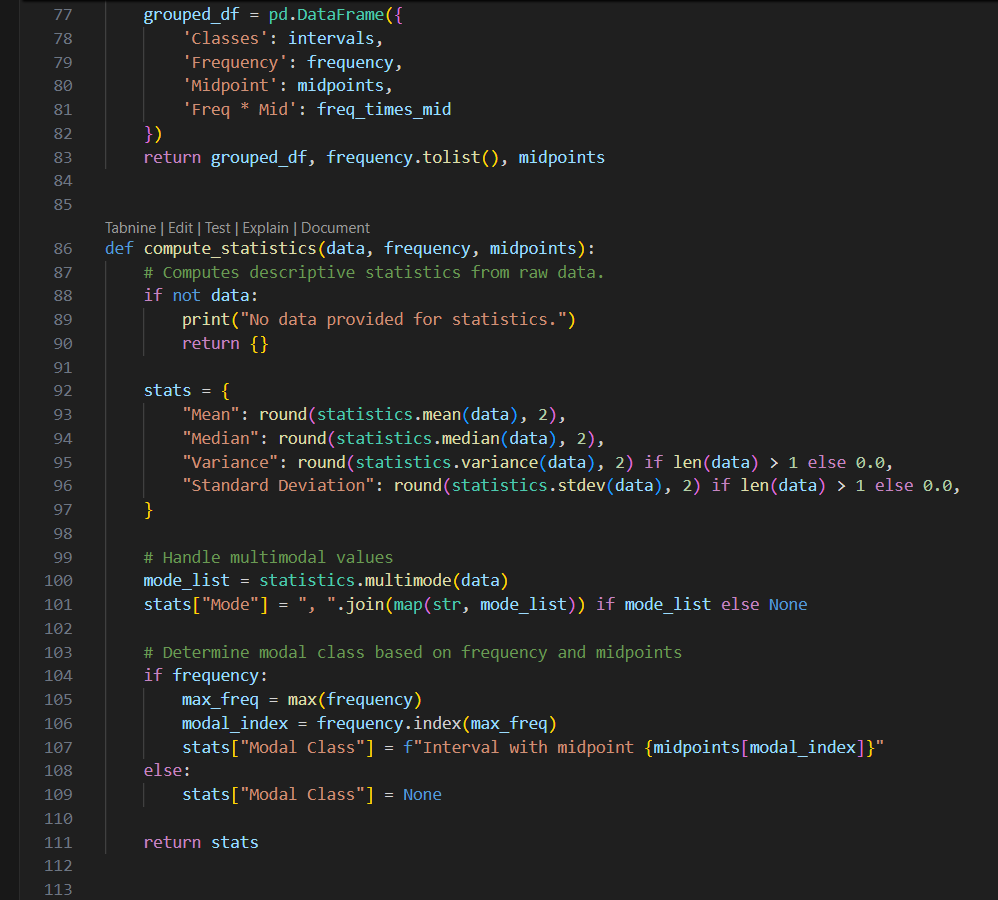 77 grouped_df = pd.DataFrame({
78 'Classes': intervals,
79 'Frequency': frequency,
80 'Midpoint': midpoints,
81 'Freq * Mid': freq_times_mid
82 })
83 return grouped_df, frequency.tolist(), midpoints
84
85
Tabnine | Edit | Test | Explain | Document
86 def compute_statistics(data, frequency, midpoints):
87 # Computes descriptive statistics from raw data.
88 if not data:
89 print("No data provided for statistics.")
90 return {}
91
92 stats = {
93 "Mean": round(statistics.mean(data), 2),
94 "Median": round(statistics.median(data), 2),
95 "Variance": round(statistics.variance(data), 2) if len(data) > 1 else 0.0,
96 "Standard Deviation": round(statistics.stdev(data), 2) if len(data) > 1 else 0.0,
97 }
98
99 # Handle multimodal values
100 mode_list = statistics.multimode(data)
101 stats["Mode"] = ", ".join(map(str, mode_list)) if mode_list else None
102
103 # Determine modal class based on frequency and midpoints
104 if frequency:
105 max_freq = max(frequency)
106 modal_index = frequency.index(max_freq)
107 stats["Modal Class"] = f"Interval with midpoint {midpoints[modal_index]}"
108 else:
109 stats["Modal Class"] = None
110
111 return stats
112
113